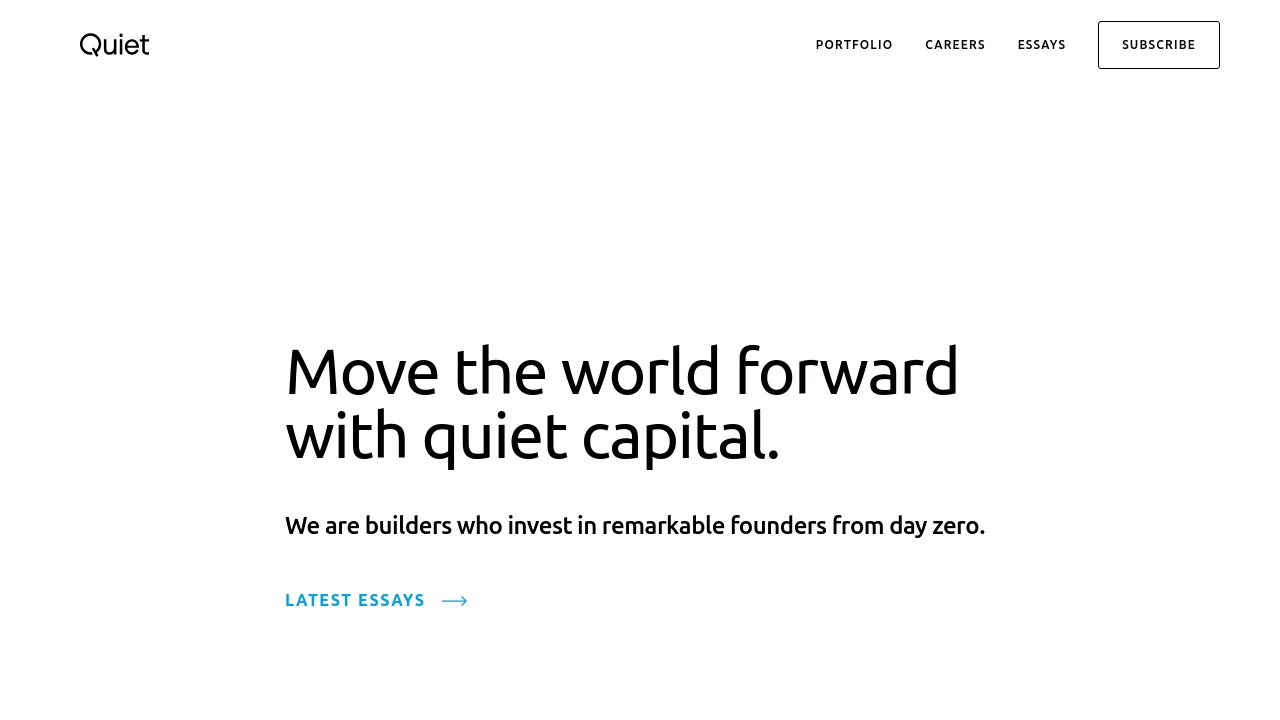 Quiet
PORTFOLIO
CAREERS
ESSAYS
SUBSCRIBE
Move the world forward
with quiet capital.
We are builders who invest in remarkable founders from day zero.
LATEST ESSAYS